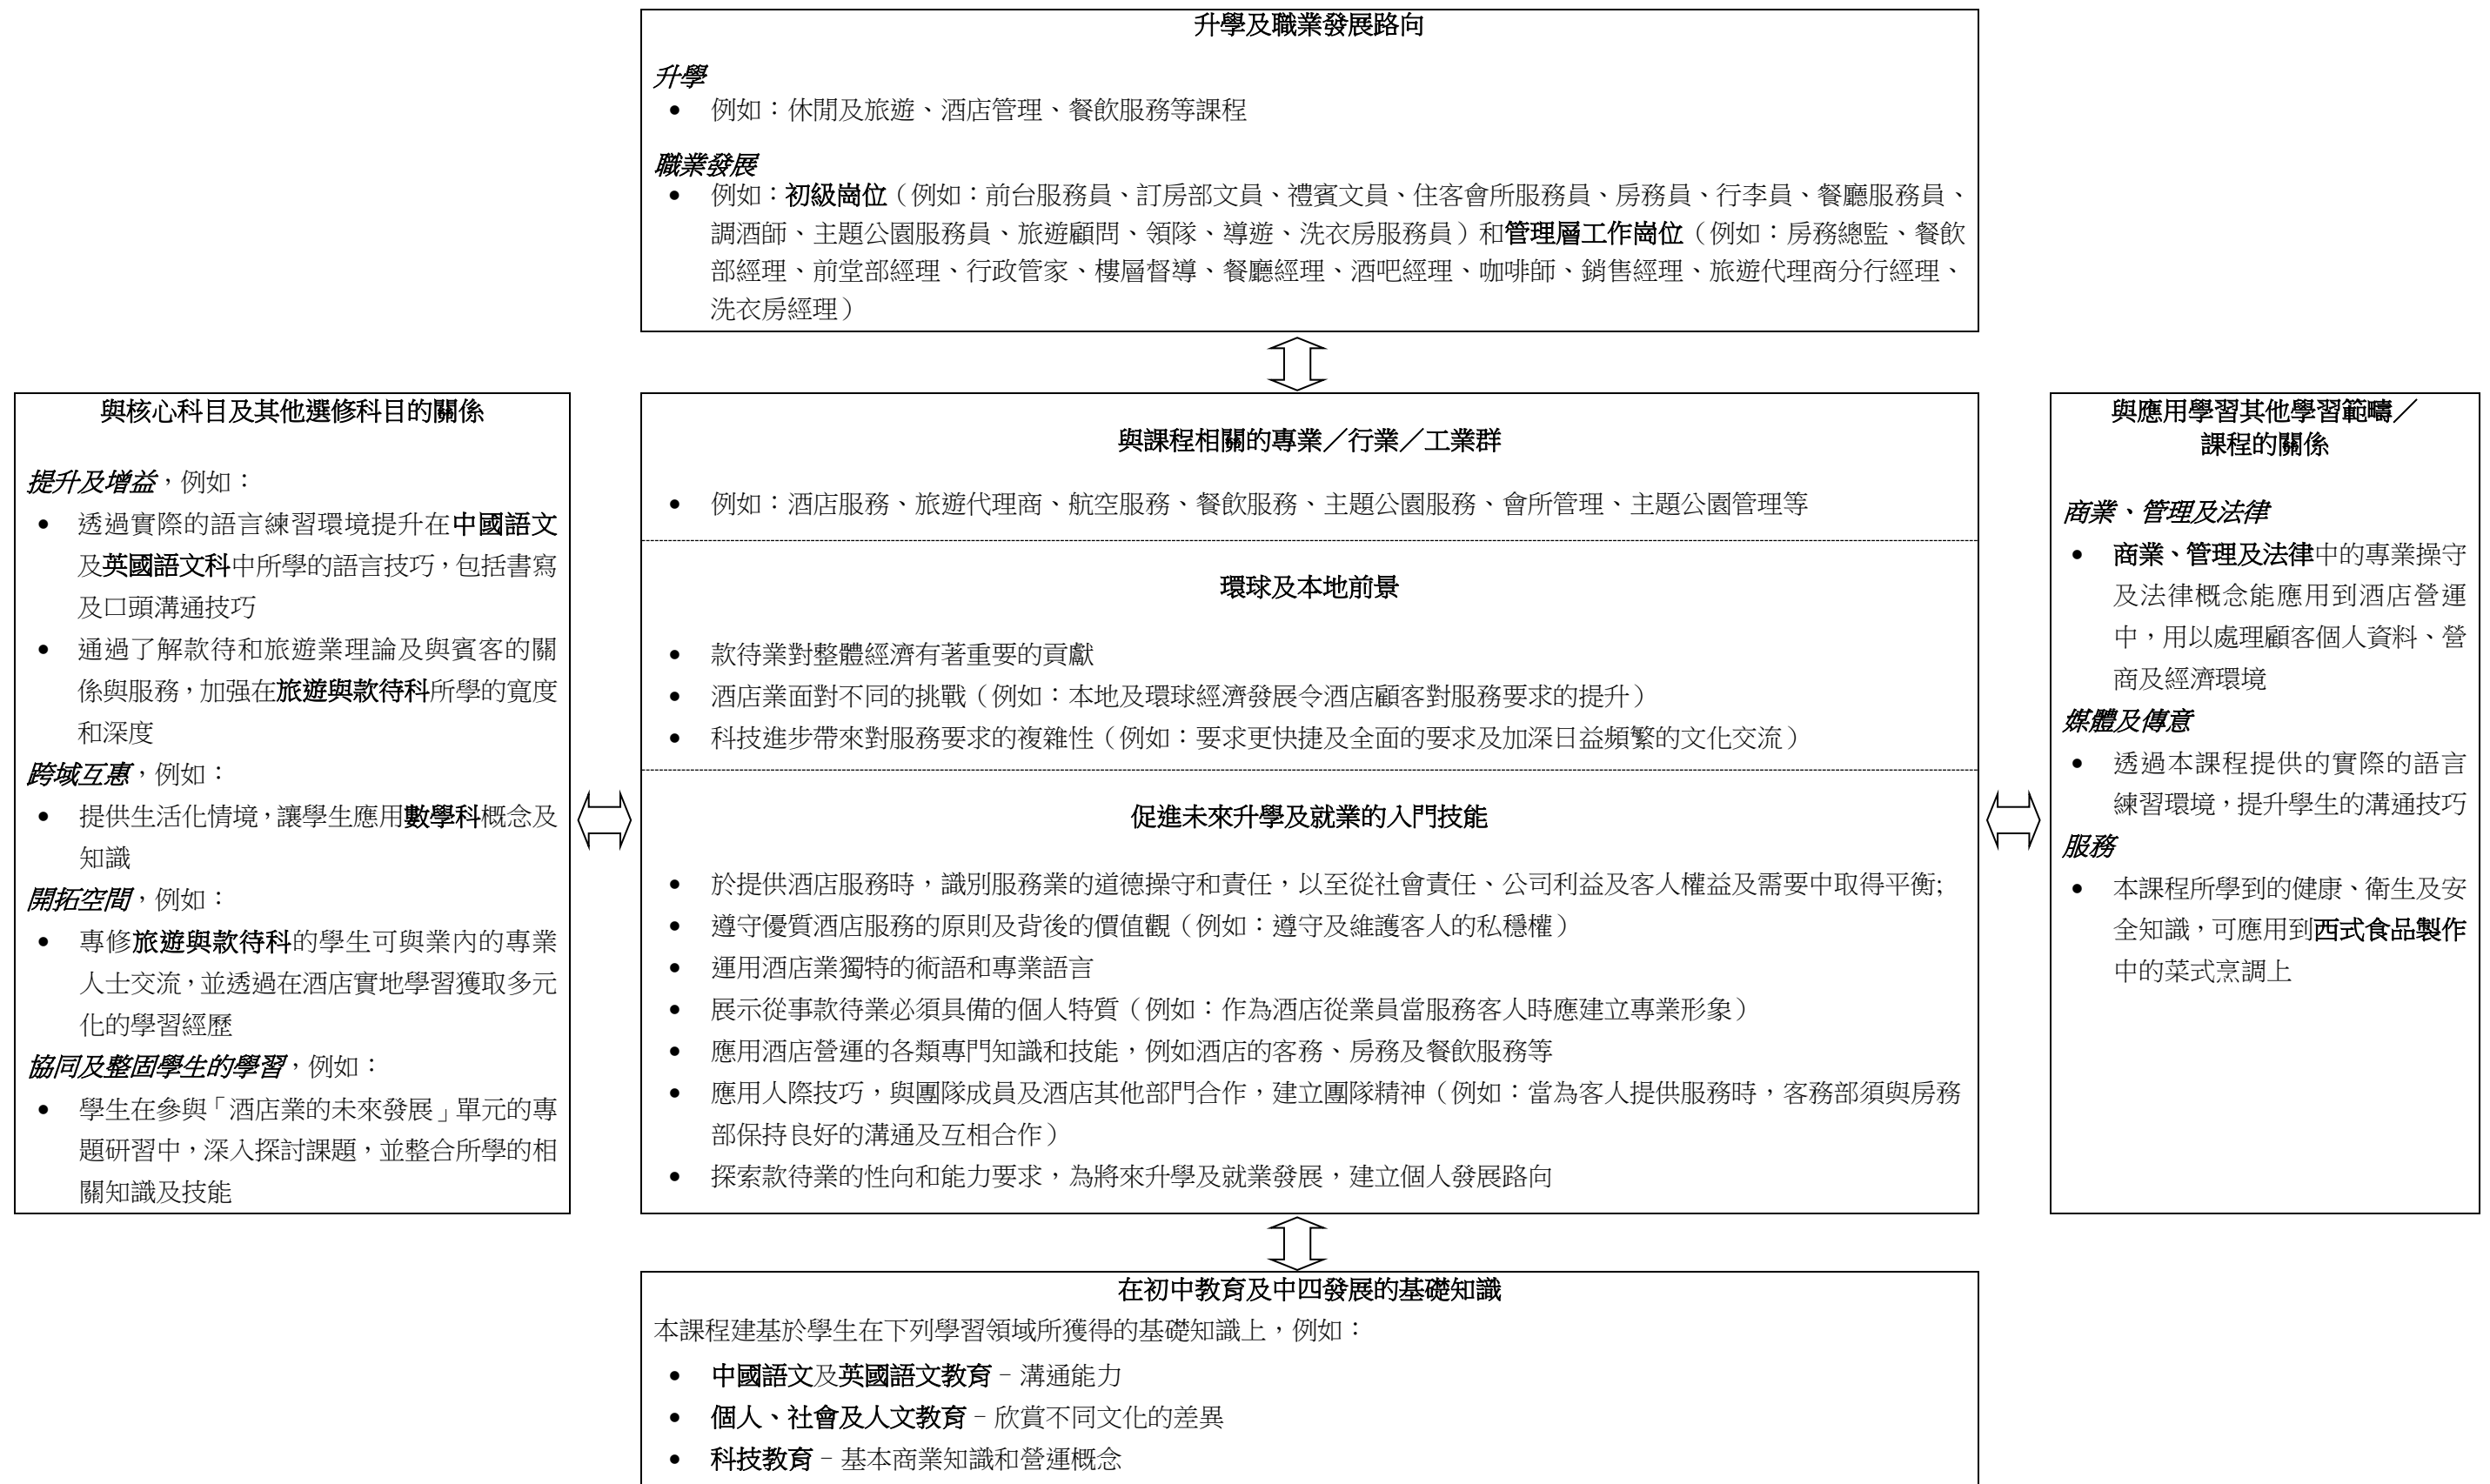 升學及職業發展路向
升學
• 例如：休閒及旅遊、酒店管理、餐飲服務等課程
職業發展
• 例如：初級崗位（例如：前台服務員、訂房部文員、禮賓文員、住客會所服務員、房務員、行李員、餐廳服務員、
調酒師、主題公園服務員、旅遊顧問、領隊、導遊、洗衣房服務員）和管理層工作崗位（例如：房務總監、餐飲
部經理、前堂部經理、行政管家、樓層督導、餐廳經理、酒吧經理、咖啡師、銷售經理、旅遊代理商分行經理、
洗衣房經理）
與核心科目及其他選修科目的關係
提升及增益，例如：
• 透過實際的語言練習環境提升在中國語文
及英國語文科中所學的語言技巧，包括書寫
及口頭溝通技巧
• 通過了解款待和旅遊業理論及與賓客的關
係與服務，加强在旅遊與款待科所學的寬度
和深度
跨域互惠，例如：
• 提供生活化情境，讓學生應用數學科概念及
知識
開拓空間，例如：
• 專修旅遊與款待科的學生可與業內的專業
人士交流，並透過在酒店實地學習獲取多元
化的學習經歷
協同及整固學生的學習，例如：
• 學生在參與「酒店業的未來發展」單元的專
題研習中，深入探討課題，並整合所學的相
關知識及技能
與課程相關的專業／行業／工業群
• 例如：酒店服務、旅遊代理商、航空服務、餐飲服務、主題公園服務、會所管理、主題公園管理等
環球及本地前景
• 款待業對整體經濟有著重要的貢獻
• 酒店業面對不同的挑戰（例如：本地及環球經濟發展令酒店顧客對服務要求的提升）
• 科技進步帶來對服務要求的複雜性（例如：要求更快捷及全面的要求及加深日益頻繁的文化交流）
促進未來升學及就業的入門技能
• 於提供酒店服務時，識別服務業的道德操守和責任，以至從社會責任、公司利益及客人權益及需要中取得平衡;
• 遵守優質酒店服務的原則及背後的價值觀（例如：遵守及維護客人的私穩權）
• 運用酒店業獨特的術語和專業語言
• 展示從事款待業必須具備的個人特質（例如：作為酒店從業員當服務客人時應建立專業形象）
• 應用酒店營運的各類專門知識和技能，例如酒店的客務、房務及餐飲服務等
• 應用人際技巧，與團隊成員及酒店其他部門合作，建立團隊精神（例如：當為客人提供服務時，客務部須與房務
部保持良好的溝通及互相合作）
• 探索款待業的性向和能力要求，為將來升學及就業發展，建立個人發展路向
與應用學習其他學習範疇／
課程的關係
商業、管理及法律
• 商業、管理及法律中的專業操守
及法律概念能應用到酒店營運
中，用以處理顧客個人資料、營
商及經濟環境
媒體及傳意
• 透過本課程提供的實際的語言
練習環境，提升學生的溝通技巧
服務
• 本課程所學到的健康、衛生及安
全知識，可應用到西式食品製作
中的菜式烹調上
在初中教育及中四發展的基礎知識
本課程建基於學生在下列學習領域所獲得的基礎知識上，例如：
• 中國語文及英國語文教育－溝通能力
• 個人、社會及人文教育－欣賞不同文化的差異
• 科技教育－基本商業知識和營運概念